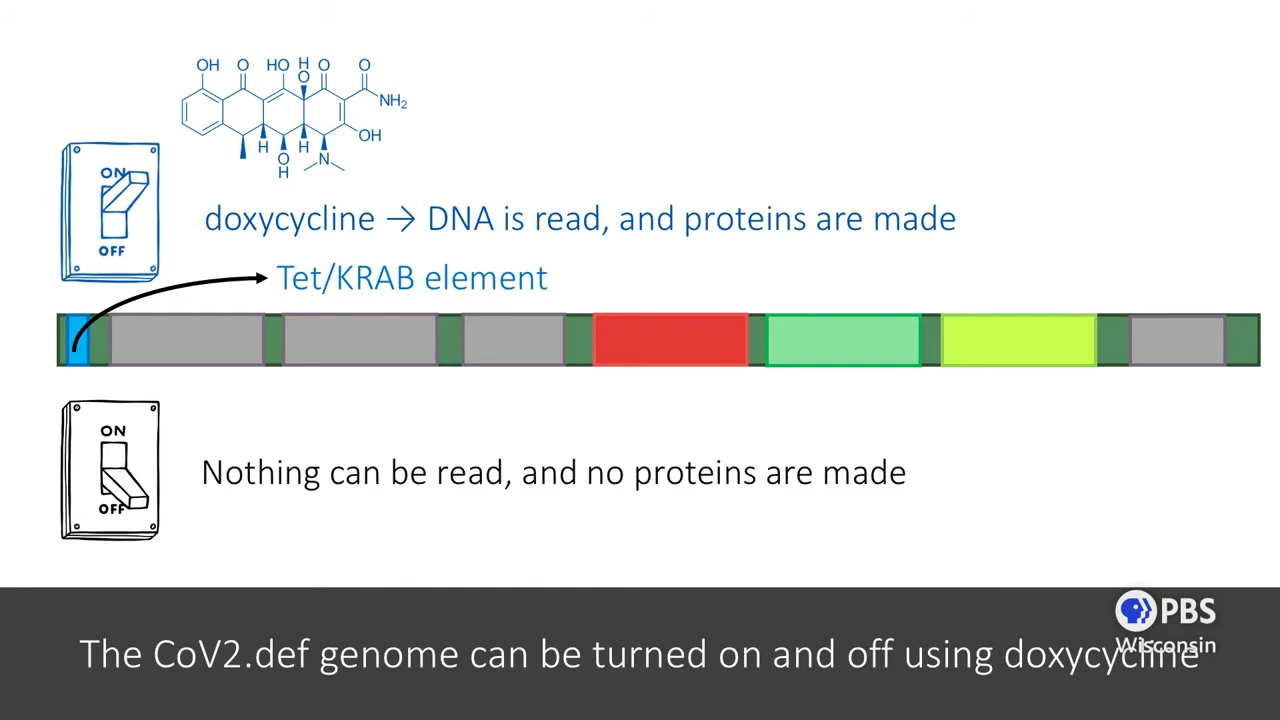 OH O HO H O O O
NH2
OH
H O H N
H
ON
OFF
doxycycline → DNA is read, and proteins are made
Tet/KRAB element
ON
OFF
Nothing can be read, and no proteins are made
The CoV2.def genome can be turned on and off using doxycycline
PBS
Wisconsin